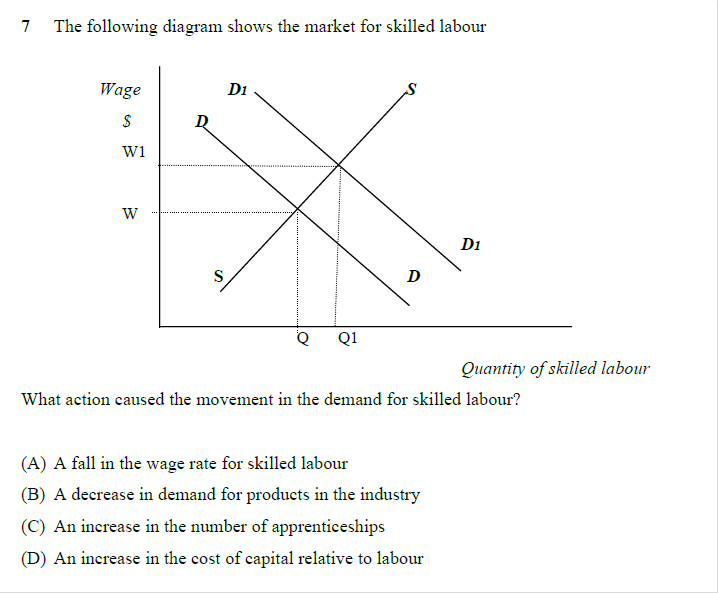 7 The following diagram shows the market for skilled labour
Wage
$
D1
S
D
W1
W
D1
S
D
Q Q1
Quantity of skilled labour
What action caused the movement in the demand for skilled labour?
(A) A fall in the wage rate for skilled labour
(B) A decrease in demand for products in the industry
(C) An increase in the number of apprenticeships
(D) An increase in the cost of capital relative to labour